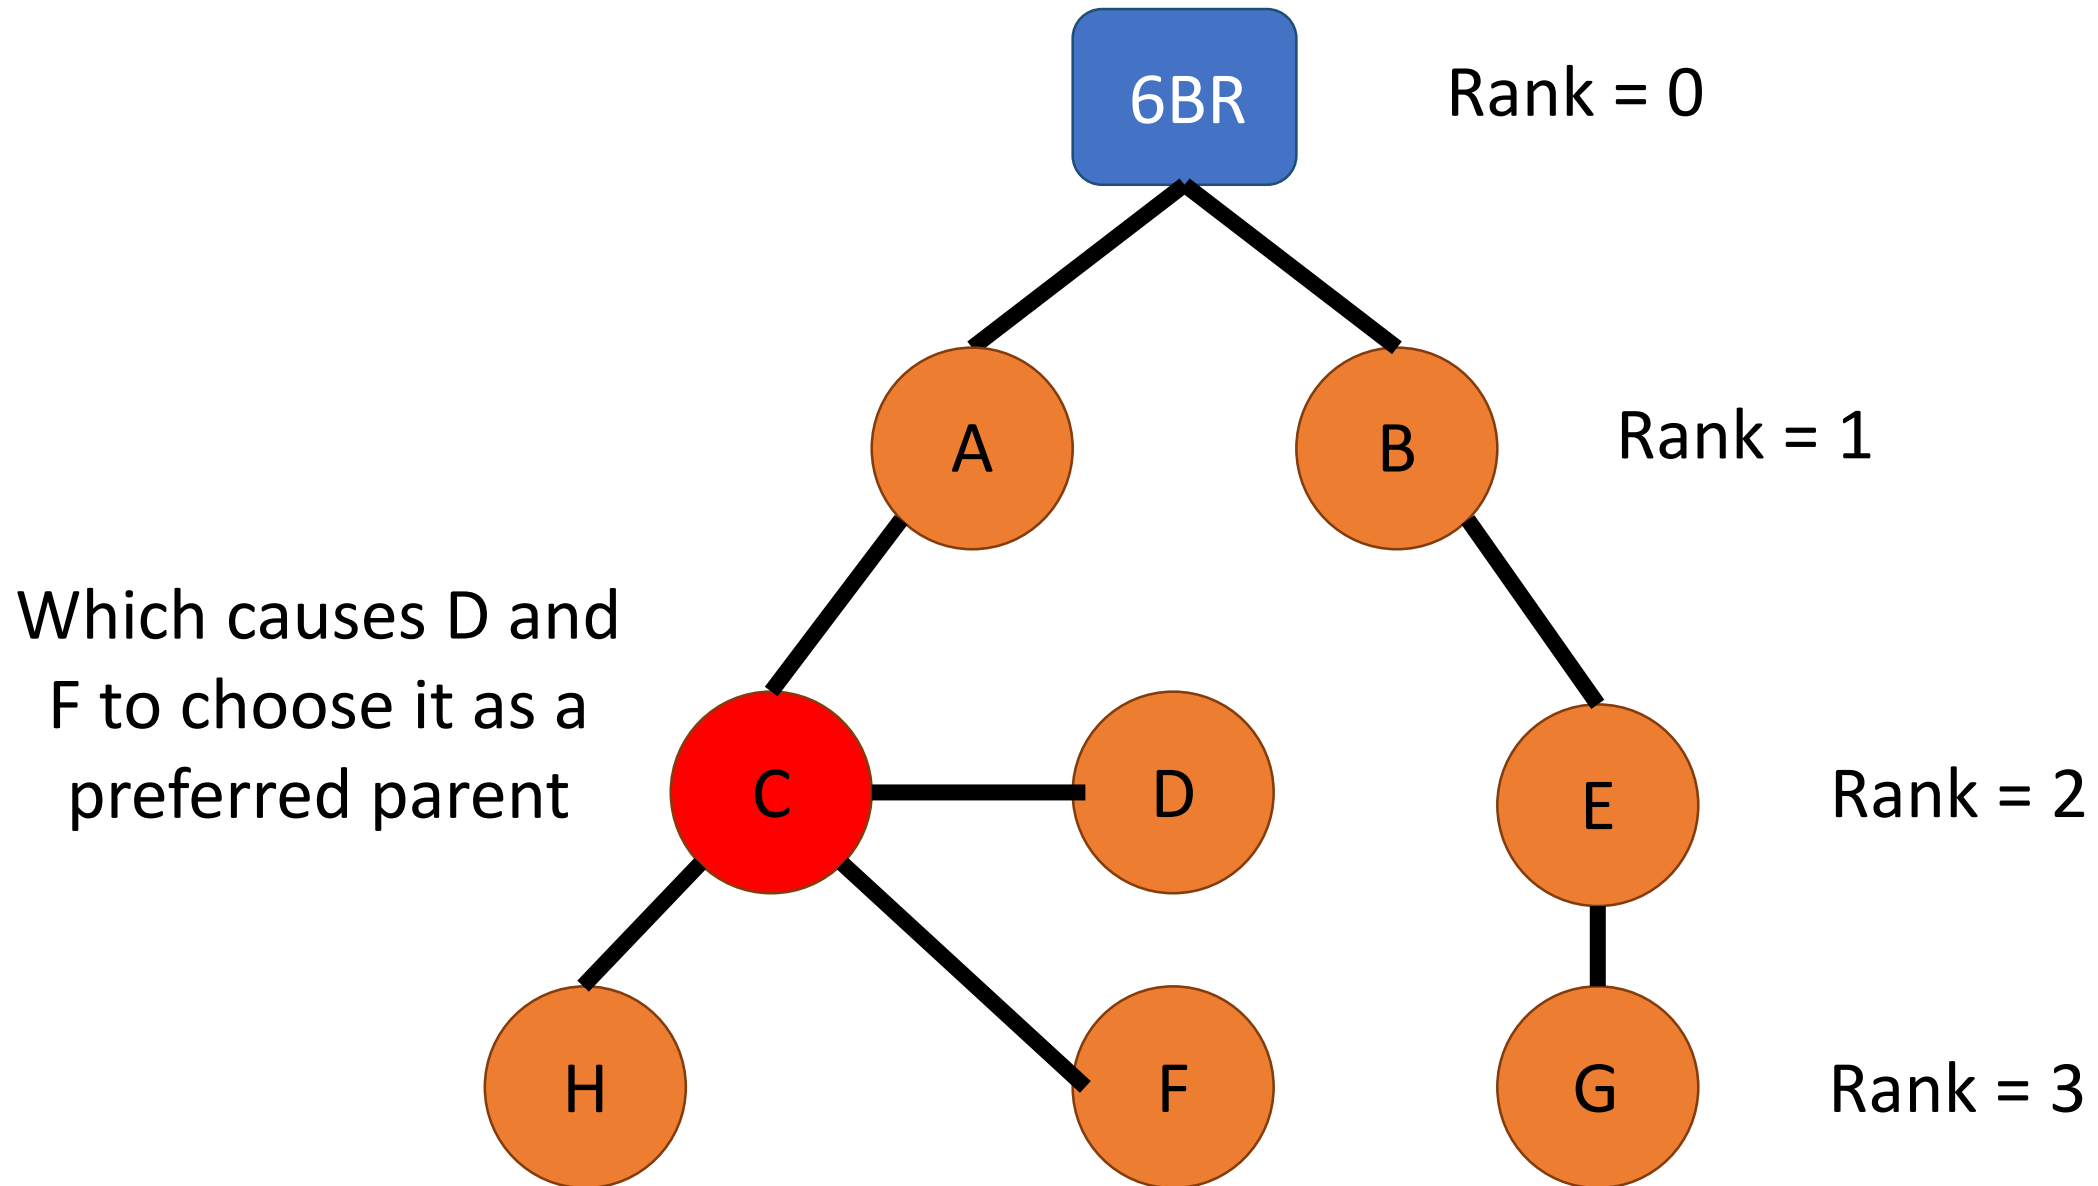 6BR
Rank = 0
A
B
Rank = 1
Which causes D and
F to choose it as a
preferred parent
C
D
E
Rank = 2
H
F
G
Rank = 3